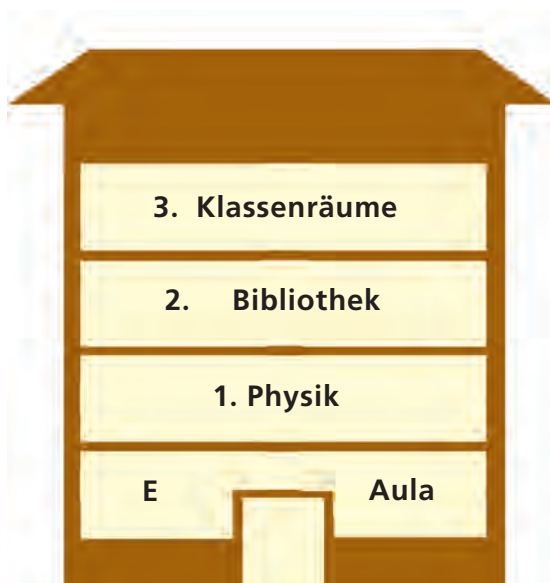 3. Klassenräume
2. Bibliothek
1. Physik
E Aula